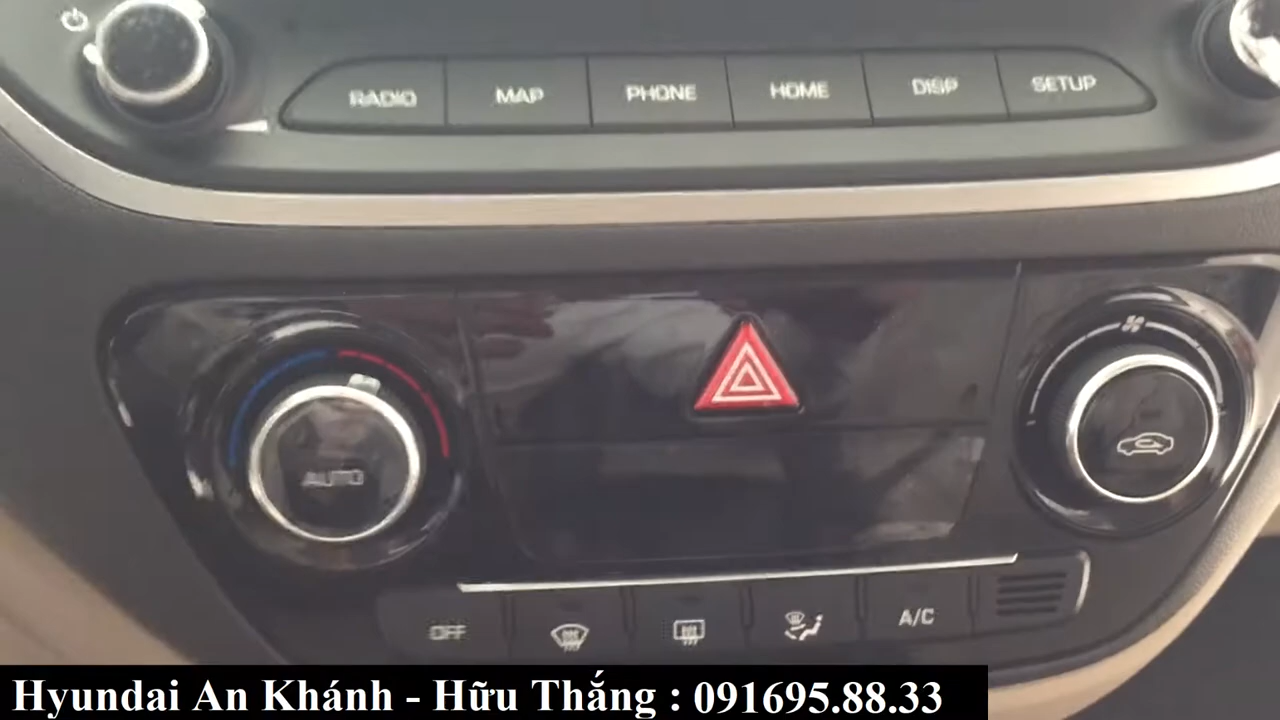 RADIO MAP PHONE HOME DISP SETUP
AUTO
OFF A/C
Hyundai An Khánh - Hữu Thắng : 091695.88.33